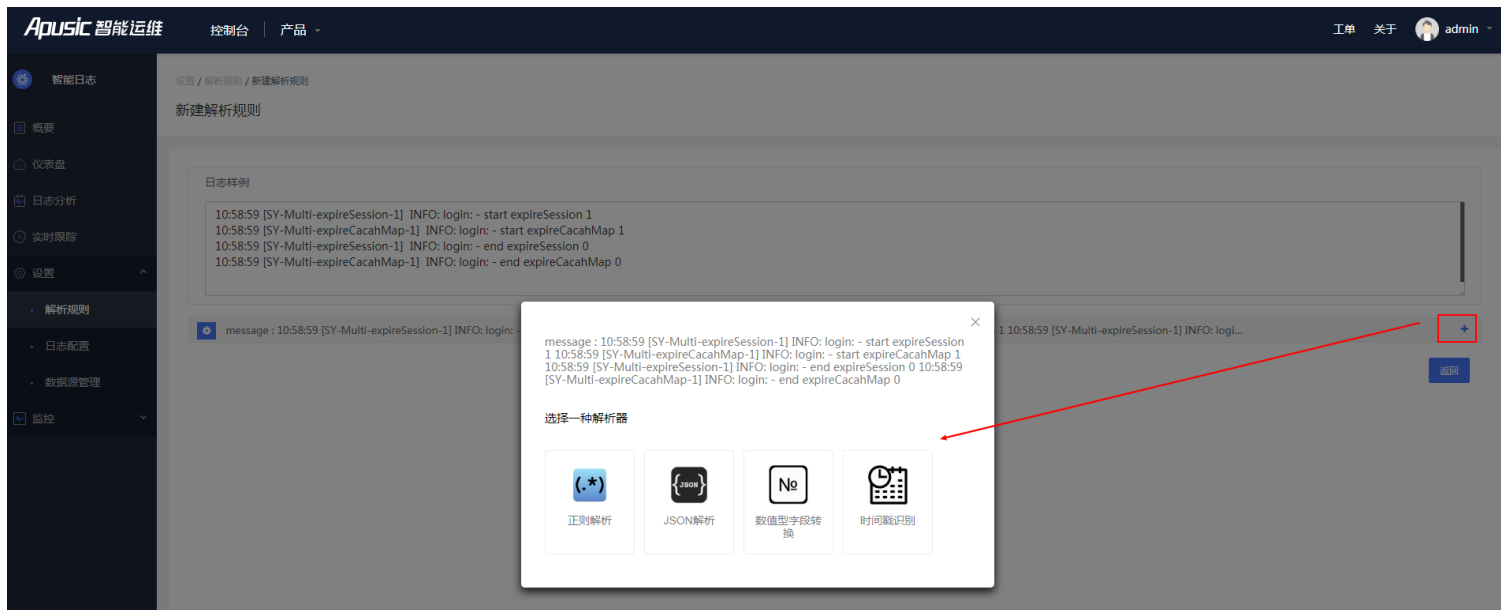 Apusic 智能运维
控制台
产品
工单
关于
admin
智能日志
概要
仪表盘
日志分析
实时跟踪
设置
解析规则
日志配置
数据源管理
监控
设置 / 解析规则 / 新建解析规则
新建解析规则
日志样例
10:58:59 [SY-Multi-expireSession-1] INFO: login: - start expireSession 1
10:58:59 [SY-Multi-expireCacahMap-1] INFO: login: - start expireCacahMap 1
10:58:59 [SY-Multi-expireSession-1] INFO: login: - end expireSession 0
10:58:59 [SY-Multi-expireCacahMap-1] INFO: login: - end expireCacahMap 0
message : 10:58:59 [SY-Multi-expireSession-1] INFO: login: -
1 10:58:59 [SY-Multi-expireSession-1] INFO: logi...
返回
message : 10:58:59 [SY-Multi-expireSession-1] INFO: login: - start expireSession
1 10:58:59 [SY-Multi-expireCacahMap-1] INFO: login: - start expireCacahMap 1
10:58:59 [SY-Multi-expireSession-1] INFO: login: - end expireSession 0 10:58:59
[SY-Multi-expireCacahMap-1] INFO: login: - end expireCacahMap 0
选择一种解析器
(.*)
{JSON}
№
正则解析
JSON解析
数值型字段转
换
时间戳识别